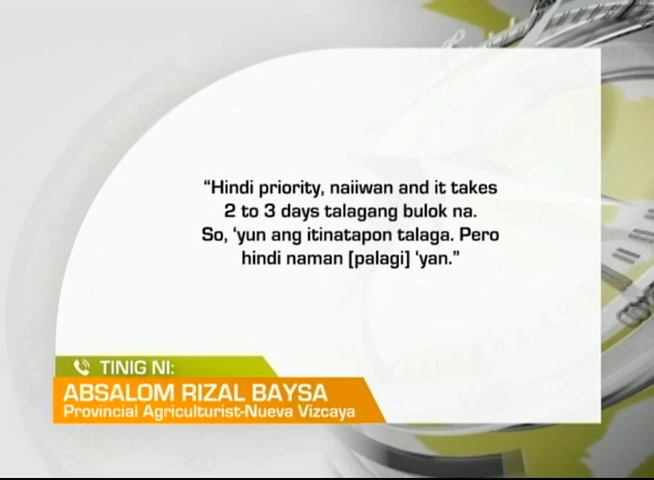 “Hindi priority, naiiwan and it takes
2 to 3 days talagang bulok na.
So, ‘yun ang itinatapon talaga. Pero
hindi naman [palagi] ‘yan.”
TINIG NI:
ABSALOM RIZAL BAYSA
Provincial Agriculturist-Nueva Vizcaya